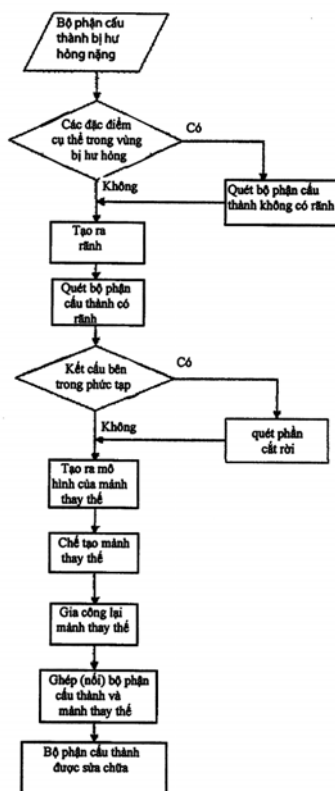 Bộ phận cấu
thành bị hư
hỏng nặng
Các đặc điểm
cụ thể trong vùng
bị hư hỏng
Có
Không
Quét bộ phận cấu
thành không có rãnh
Tạo ra
rãnh
Quét bộ phận
cấu thành có
rãnh
Kết cấu bên
trong phức tạp
Có
Không
quét phần
cắt rời
Tạo ra mô
hình của mảnh
thay thế
Chế tạo mảnh
thay thế
Gia công lại
mảnh thay thế
Ghép (nối) bộ phận
cấu thành và
mảnh thay thế
Bộ phận cấu thành
được sửa chữa